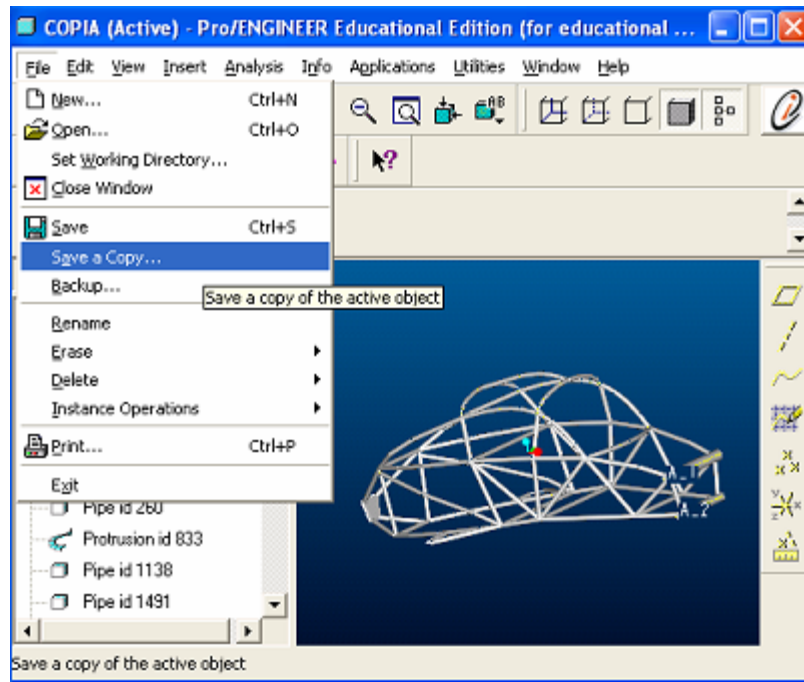 COPIA (Active) - Pro/ENGINEER Educational Edition (for educational ...
File Edit View Insert Analysis Info Applications Utilities Window Help
New... Ctrl+N
Open... Ctrl+O
Set Working Directory...
Close Window
Save Ctrl+S
Save a Copy...
Backup...
Save a copy of the active object
Rename
Erase
Delete
Instance Operations
Print... Ctrl+P
Exit
Pipe id 260
Protrusion id 833
Pipe id 1138
Pipe id 1491
A_1
A_2
Save a copy of the active object